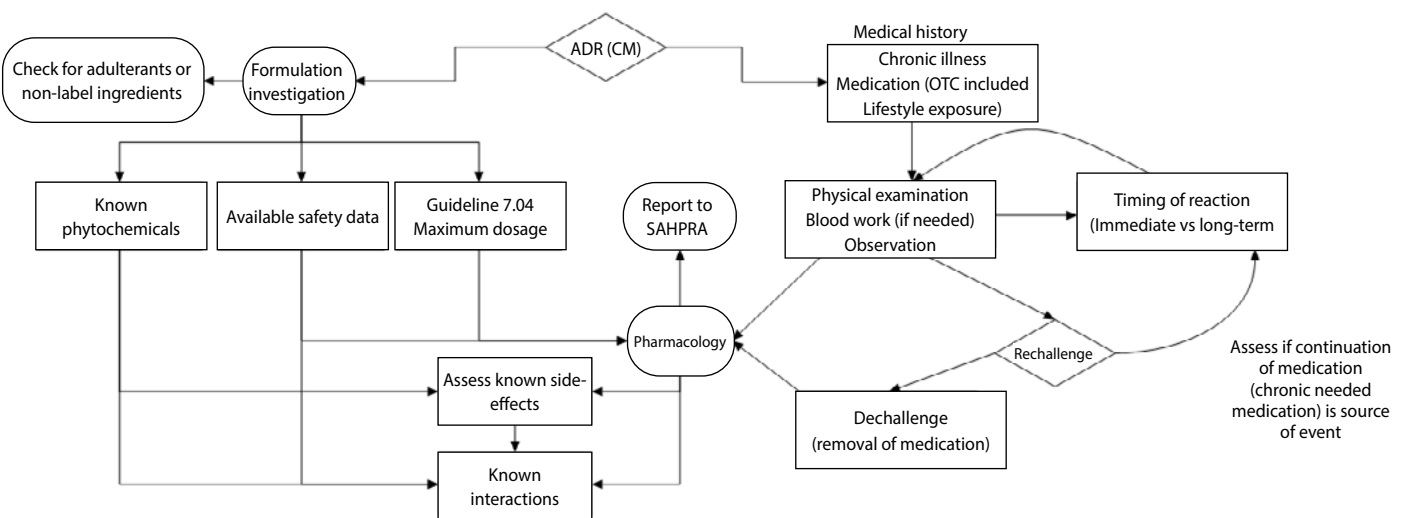 ADR (CM)
Medical history
Chronic illness
Medication (OTC included
Lifestyle exposure)
Check for adulterants or
non-label ingredients
Formulation
investigation
Known
phytochemicals
Available safety data
Guideline 7.04
Maximum dosage
Report to
SAHPRA
Physical examination
Blood work (if needed)
Observation
Timing of reaction
(Immediate vs long-term
Pharmacology
Rechallenge
Assess if continuation
of medication
(chronic needed
medication) is source
of event
Assess known side-
effects
Dechallenge
(removal of medication)
Known
interactions